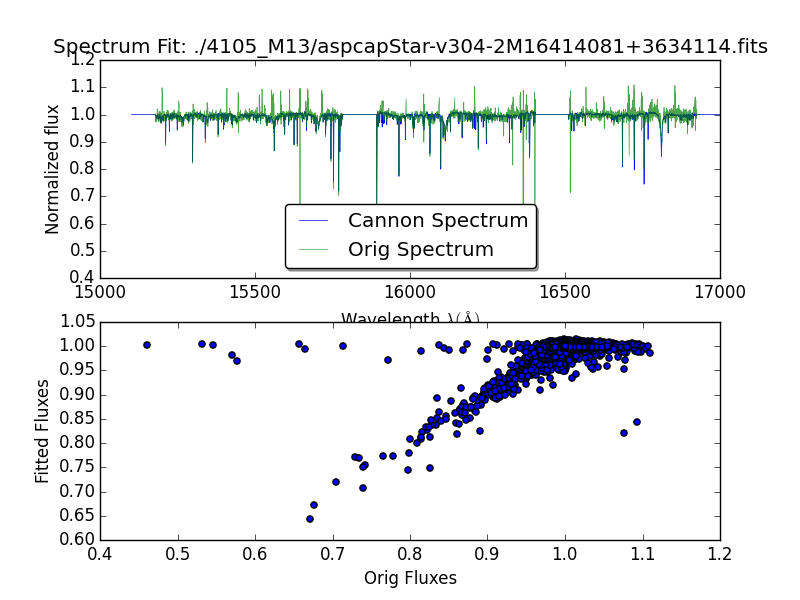 Spectrum Fit: ./4105_M13/aspcapStar-v304-2M16414081+3634114.fits
1.2
1.1
1.0
0.9
0.8
0.7
0.6
0.5
0.4
Normalized flux
Cannon Spectrum
Orig Spectrum
15000 15500 16000 16500 17000
Wavelength λ(Å)
1.05
1.00
0.95
0.90
0.85
0.80
0.75
0.70
0.65
0.60
Fitted Fluxes
0.4 0.5 0.6 0.7 0.8 0.9 1.0 1.1 1.2
Orig Fluxes